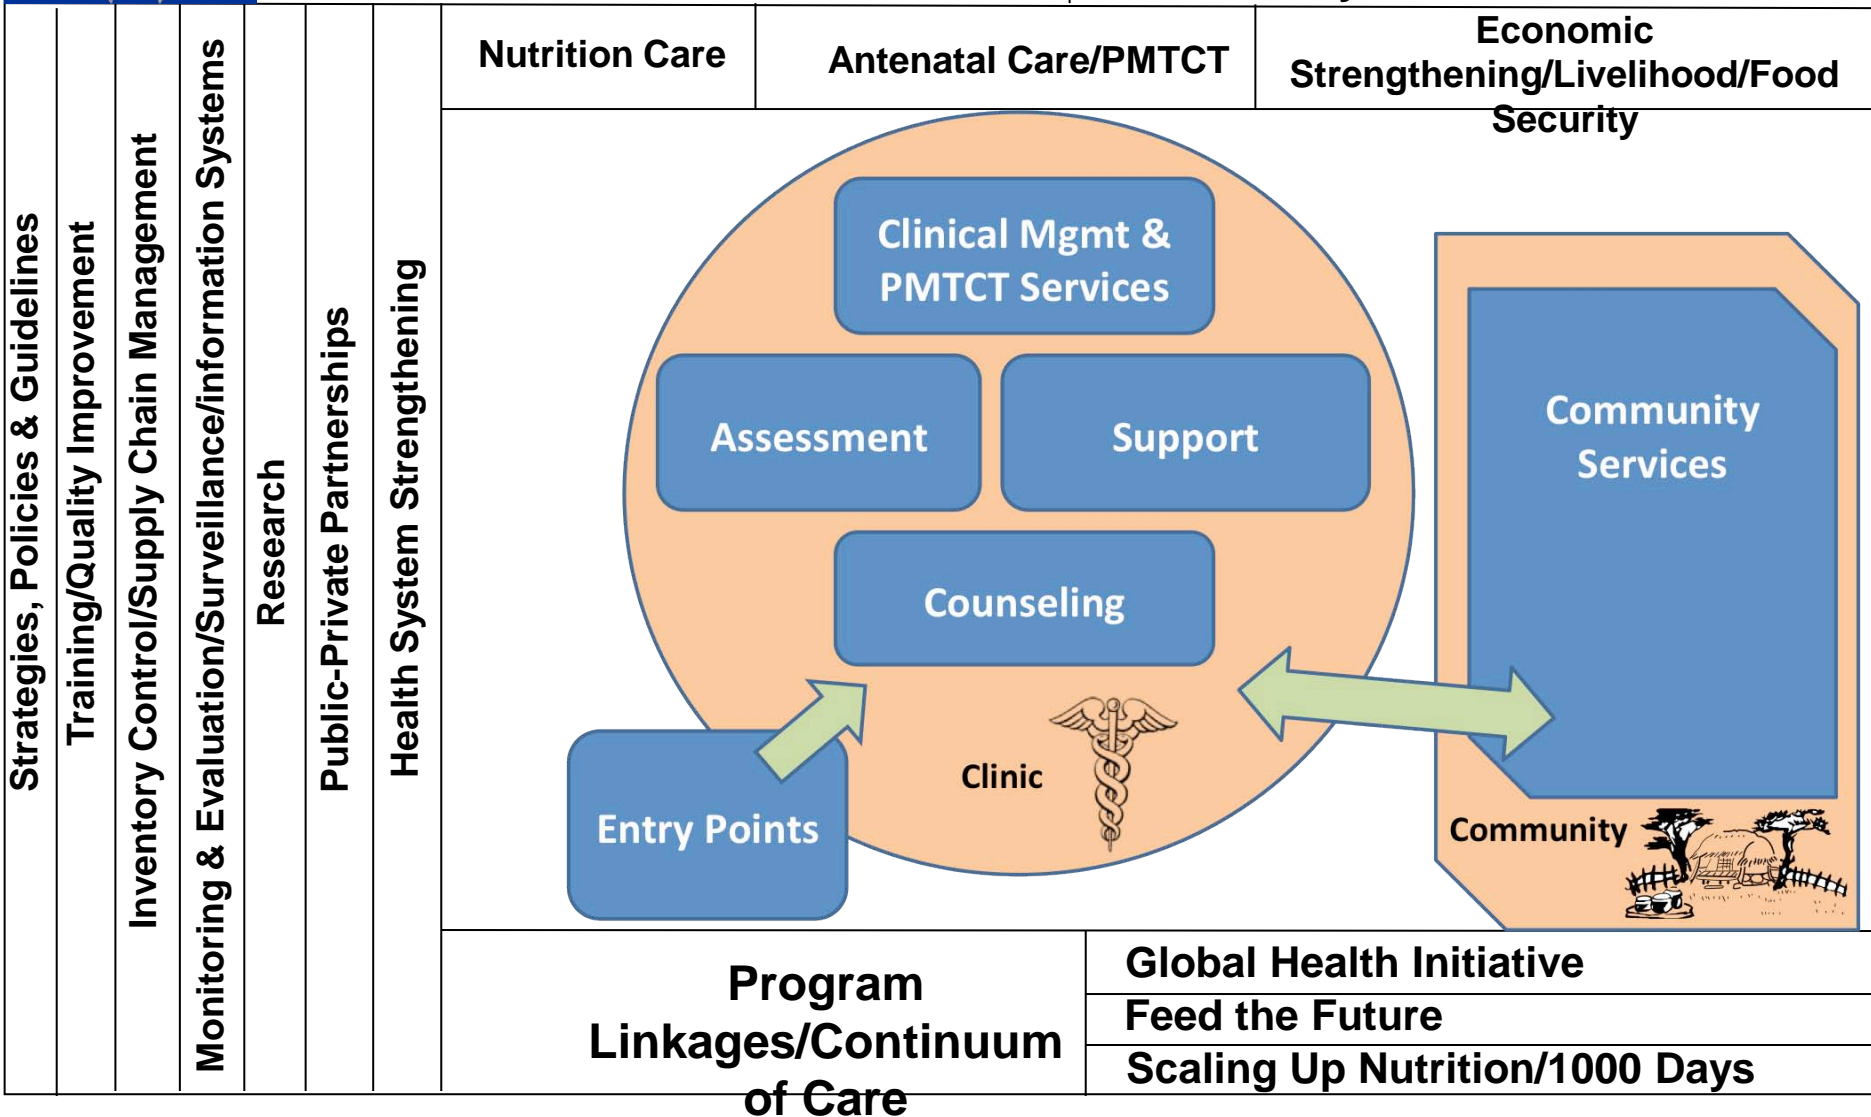 Strategies, Policies & Guidelines
Training/Quality Improvement
Inventory Control/Supply Chain Management
Monitoring & Evaluation/Surveillance/information Systems
Research
Public-Private Partnerships
Health System Strengthening
Nutrition Care
Antenatal Care/PMTCT
Economic
Strengthening/Livelihood/Food
Security
Clinical Mgmt &
PMTCT Services
Assessment
Support
Counseling
Clinic
Entry Points
Community
Services
Community
Program
Linkages/Continuum
of Care
Global Health Initiative
Feed the Future
Scaling Up Nutrition/1000 Days